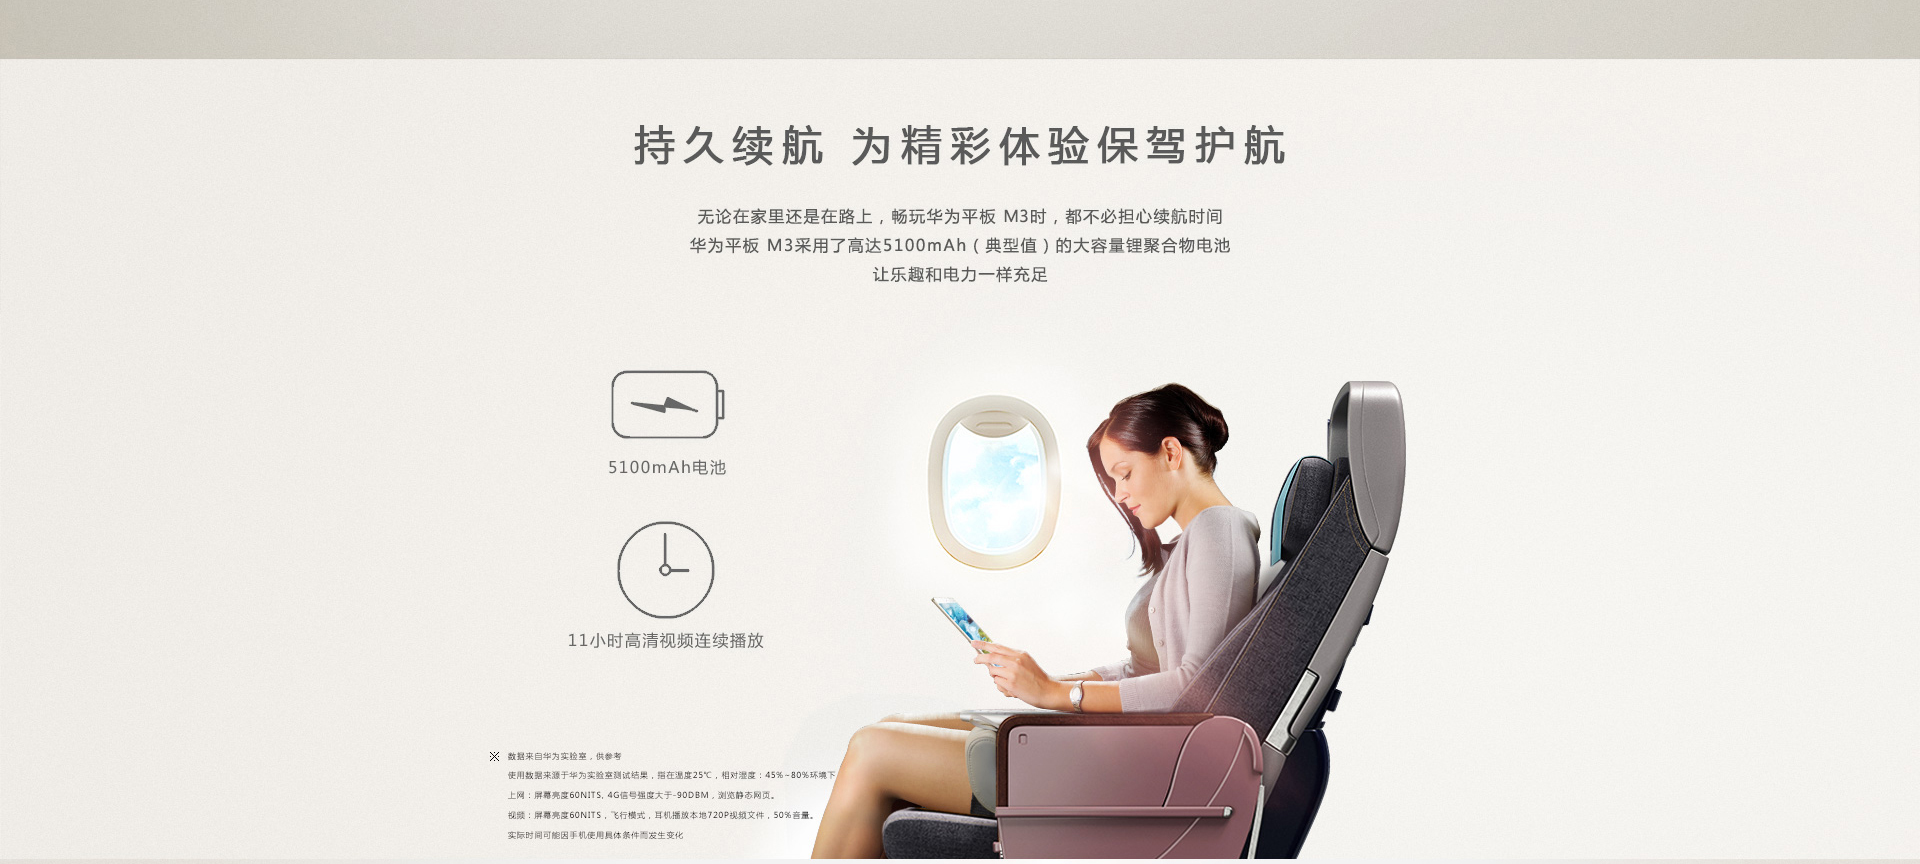 持久续航 为精彩体验保驾护航
无论在家里还是在路上，畅玩华为平板 M3时，都不必担心续航时间
华为平板 M3采用了高达5100mAh（典型值）的大容量锂聚合物电池
让乐趣和电力一样充足
5100mAh电池
11小时高清视频连续播放
※ 数据来自华为实验室，供参考
使用数据来源于华为实验室测试结果，指在温度25℃，相对湿度：45%~80%环境下
上网：屏幕亮度60NITS, 4G信号强度大于-90DBM，浏览静态网页。
视频：屏幕亮度60NITS，飞行模式，耳机播放本地720P视频文件，50%音量。
实际时间可能因手机使用具体条件而发生变化